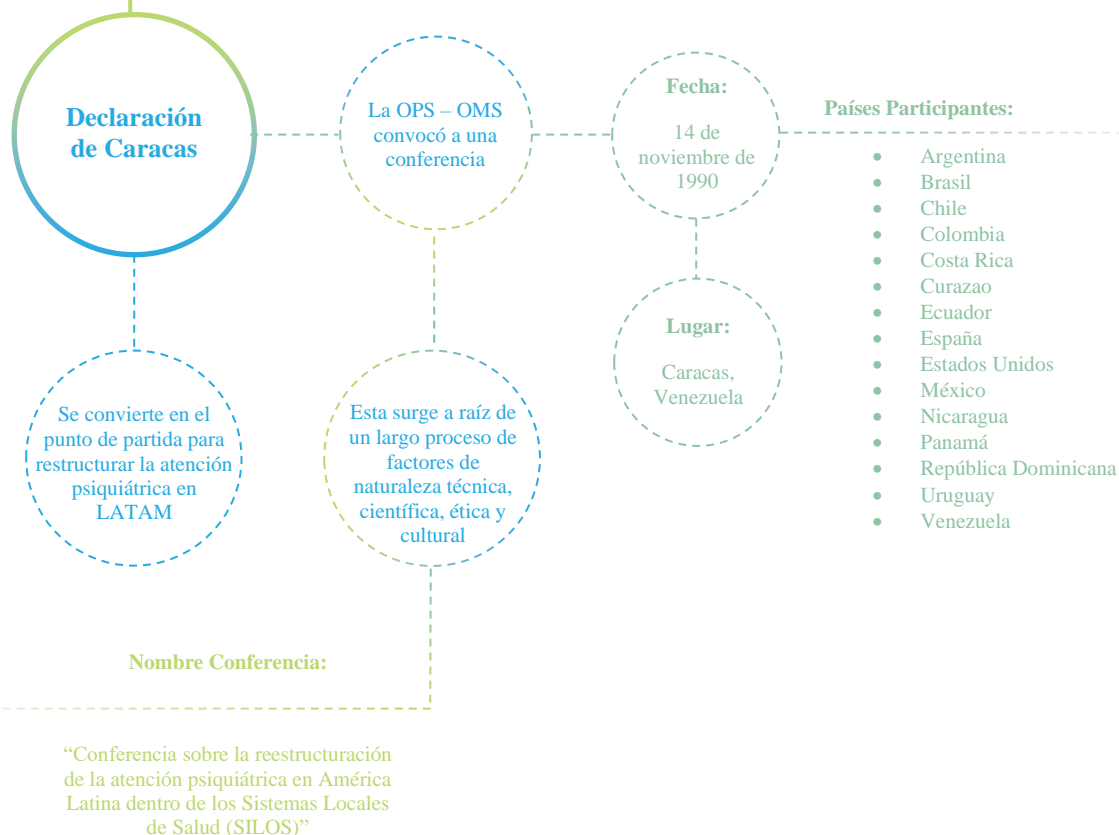 Declaración
de Caracas
La OPS – OMS
convocó a una
conferencia
Fecha:
14 de
noviembre de
1990
Países Participantes:
• Argentina
• Brasil
• Chile
• Colombia
• Costa Rica
• Curazao
• Ecuador
• España
• Estados Unidos
• México
• Nicaragua
• Panamá
• República Dominicana
• Uruguay
• Venezuela
Lugar:
Caracas,
Venezuela
Se convierte en el
punto de partida para
restructurar la atención
psiquiátrica en
LATAM
Esta surge a raíz de
un largo proceso de
factores de
naturaleza técnica,
científica, ética y
cultural
Nombre Conferencia:
“Conferencia sobre la reestructuración
de la atención psiquiátrica en América
Latina dentro de los Sistemas Locales
de Salud (SILOS)”